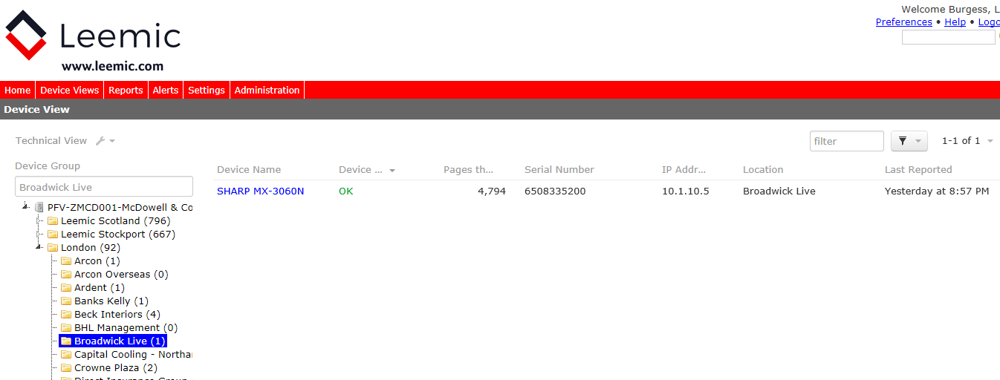 Leemic
www.leemic.com
Welcome Burgess, L
Preferences • Help • Logo
Home Device Views Reports Alerts Settings Administration
Device View
Technical View
filter
1-1 of 1
Device Group
Broadwick Live
Device Name Device ... Pages th... Serial Number IP Addr... Location Last Reported
SHARP MX-3060N OK 4,794 6508335200 10.1.10.5 Broadwick Live Yesterday at 8:57 PM
PFV-ZMCD001-McDowell & Co
Leemic Scotland (796)
Leemic Stockport (667)
London (92)
Arcon (1)
Arcon Overseas (0)
Ardent (1)
Banks Kelly (1)
Beck Interiors (4)
BHL Management (0)
Broadwick Live (1)
Capital Cooling - Northa
Crowne Plaza (2)
Direct Insurance Group